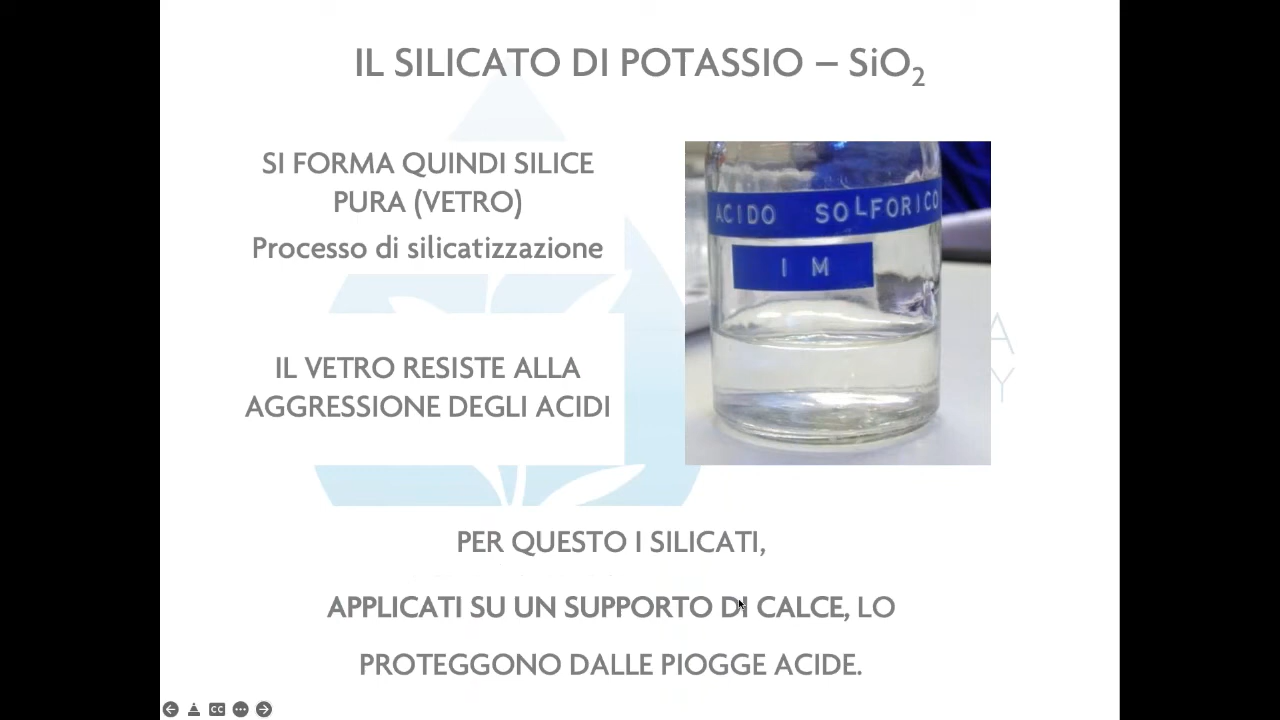 IL SILICATO DI POTASSIO – SiO₂
SI FORMA QUINDI SILICE
PURA (VETRO)
Processo di silicatizzazione
IL VETRO RESISTE ALLA
AGGRESSIONE DEGLI ACIDI
ACIDO SOLFORICO
1 M
A
Y
PER QUESTO I SILICATI,
APPLICATI SU UN SUPPORTO DI CALCE, LO
PROTEGGONO DALLE PIOGGE ACIDE.
CC